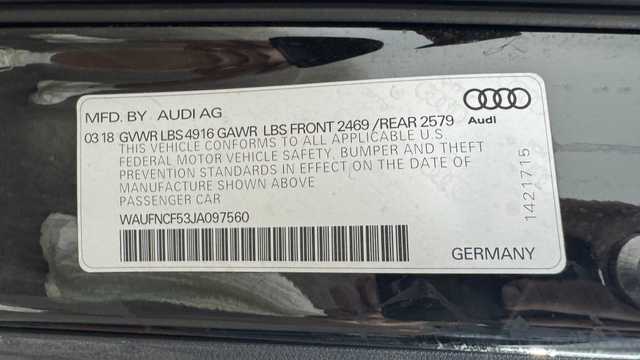 MFD. BY AUDI AG
Audi
03 18 GVWR LBS 4916 GAWR LBS FRONT 2469 /REAR 2579
THIS VEHICLE CONFORMS TO ALL APPLICABLE U.S.
FEDERAL MOTOR VEHICLE SAFETY, BUMPER AND THEFT
PREVENTION STANDARDS IN EFFECT ON THE DATE OF
MANUFACTURE SHOWN ABOVE
PASSENGER CAR
WAUFNCF53JA097560
GERMANY
1421715